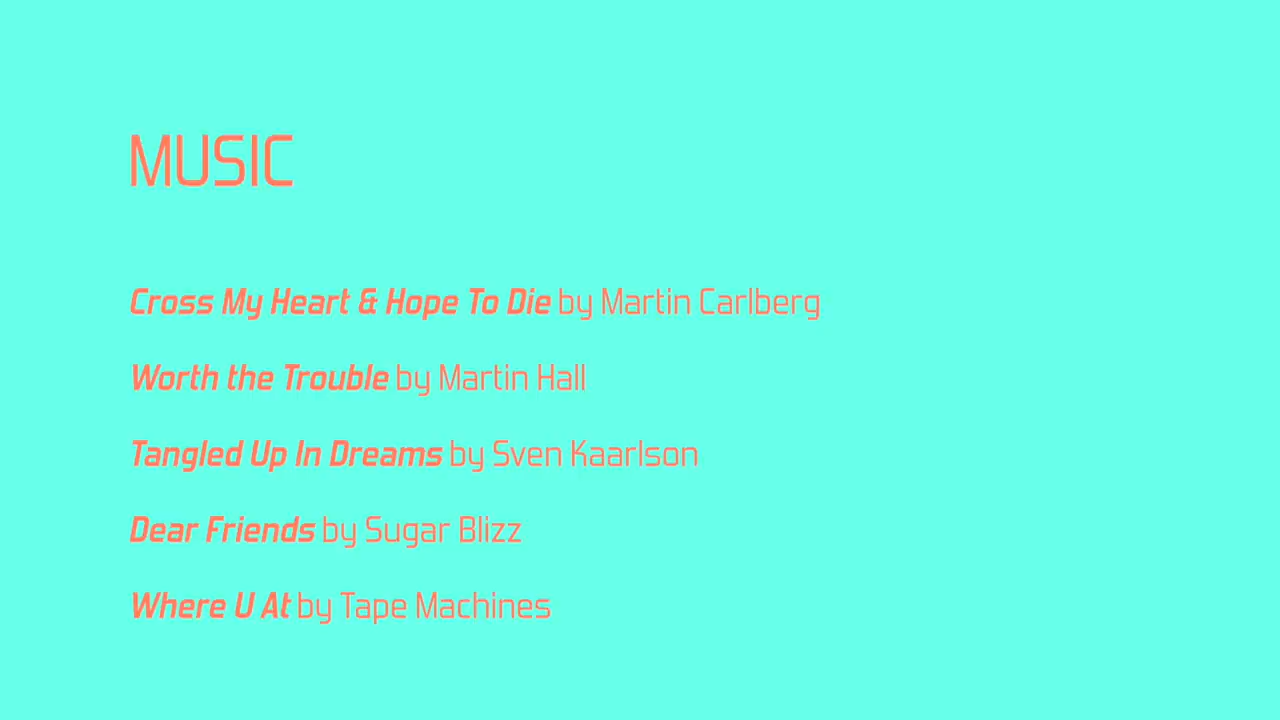 MUSIC
Cross My Heart & Hope To Die by Martin Carlberg
Worth the Trouble by Martin Hall
Tangled Up In Dreams by Sven Kaarlson
Dear Friends by Sugar Blizz
Where U At by Tape Machines